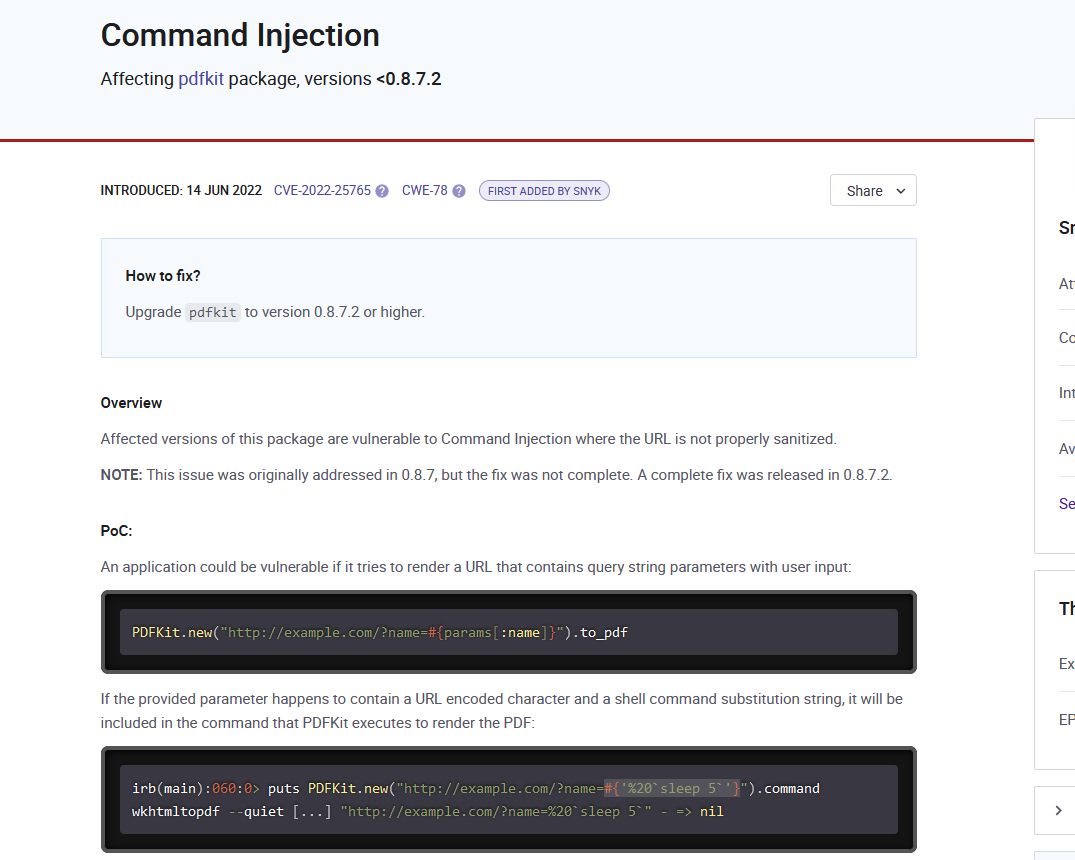 Command Injection
Affecting pdfkit package, versions <0.8.7.2
INTRODUCED: 14 JUN 2022 CVE-2022-25765 ? CWE-78 ? FIRST ADDED BY SNYK
Share
How to fix?
Upgrade pdfkit to version 0.8.7.2 or higher.
Overview
Affected versions of this package are vulnerable to Command Injection where the URL is not properly sanitized.
NOTE: This issue was originally addressed in 0.8.7, but the fix was not complete. A complete fix was released in 0.8.7.2.
PoC:
An application could be vulnerable if it tries to render a URL that contains query string parameters with user input:
PDFKit.new("http://example.com/?name=#{params[:name]}").to_pdf
If the provided parameter happens to contain a URL encoded character and a shell command substitution string, it will be
included in the command that PDFKit executes to render the PDF:
irb(main):060:0> puts PDFKit.new("http://example.com/?name=#{'%20`sleep 5`'}").command
wkhtmltopdf --quiet [...] "http://example.com/?name=%20`sleep 5`" - => nil
Sn
At
Co
Int
Av
Se
Th
Ex
EP